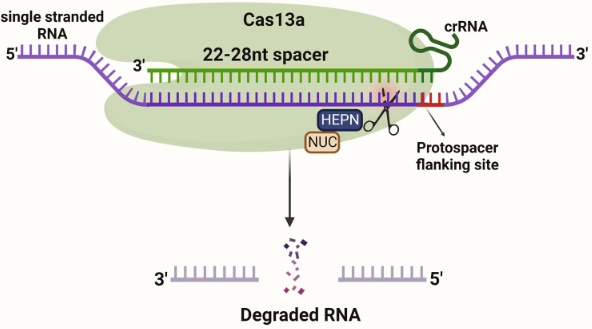 single stranded
RNA
5'
Cas13a
crRNA
22-28nt spacer
3'
3'
HEPN
NUC
Protospacer
flanking site
3'
5'
Degraded RNA